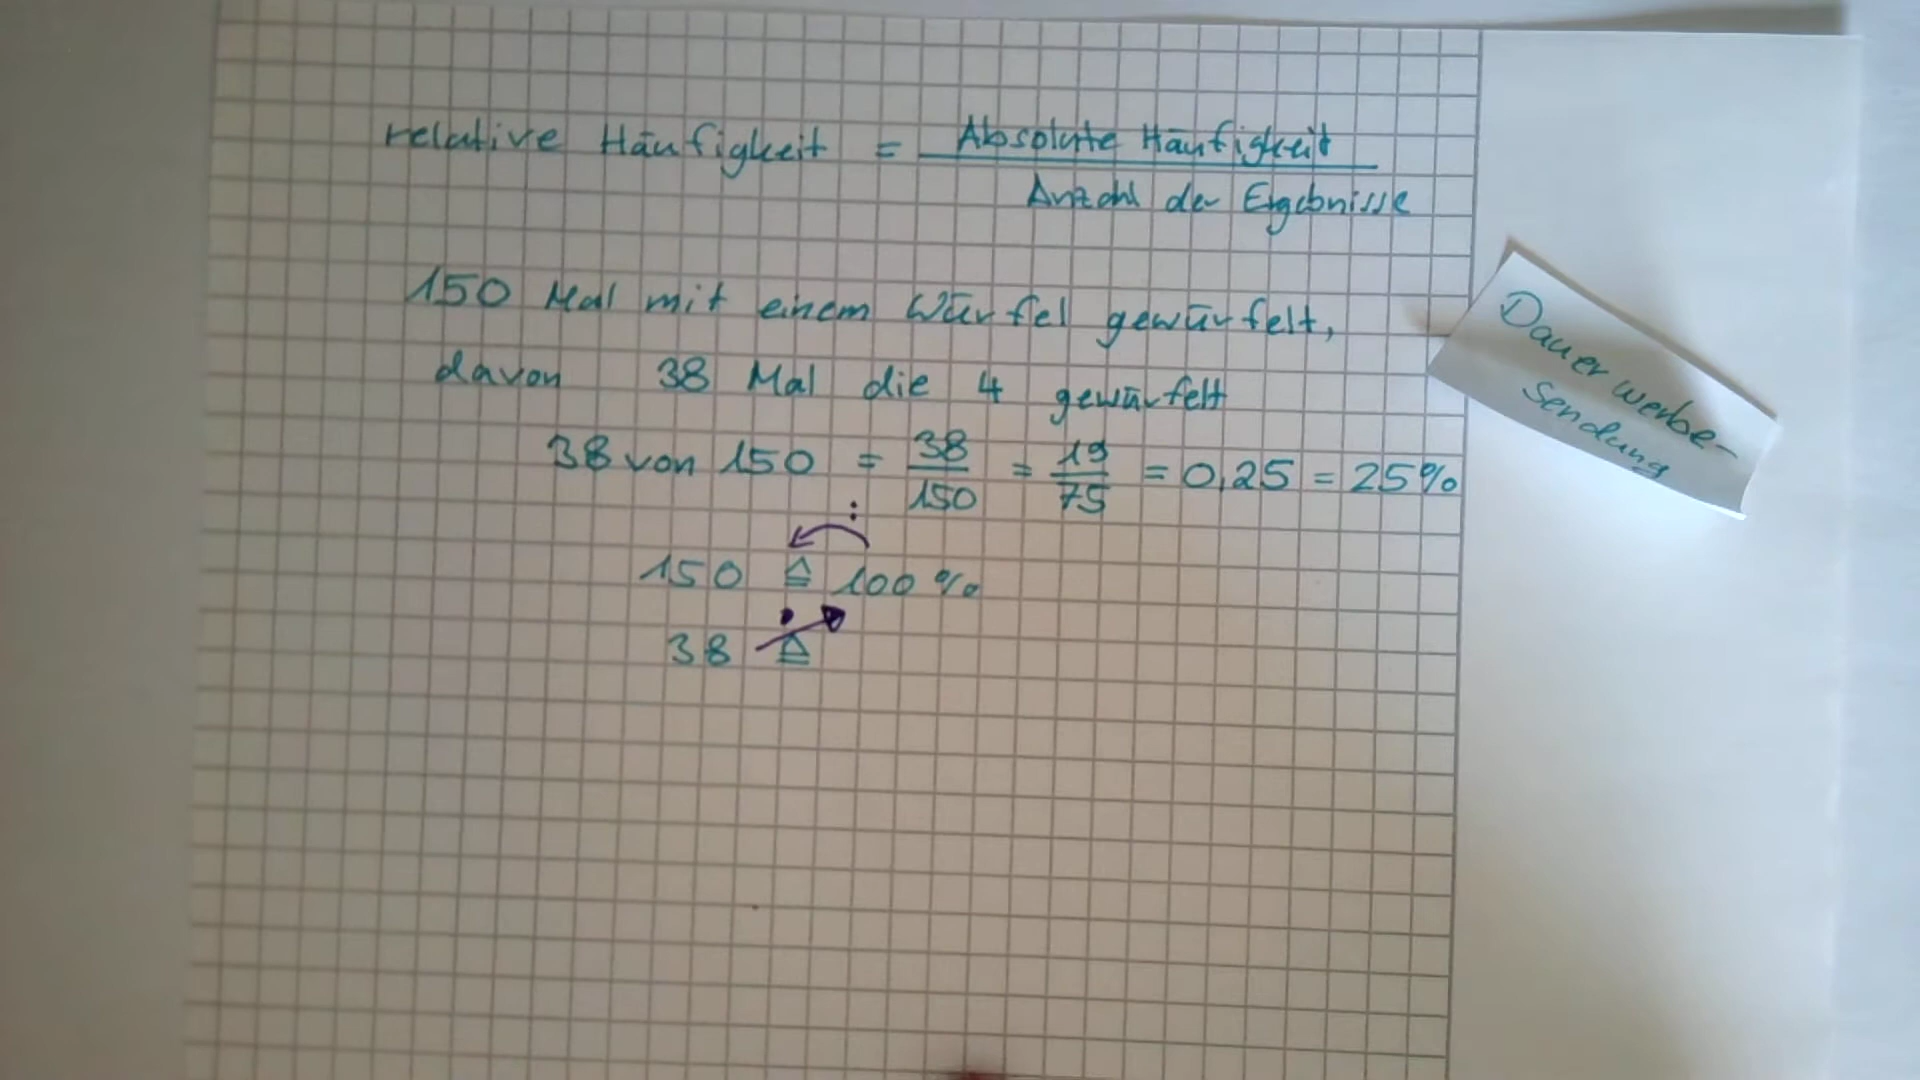 relative Häufigkeit = Absolute Häufigkeit / Anzahl der Ergebnisse
150 Mal mit einem Würfel gewürfelt,
davon 38 Mal die 4 gewürfelt
38 von 150 = 38/150 = 19/75 = 0,25 = 25%
:
150 ≙ 100%
·
38 ≙
Dauerwerbe-
sendung